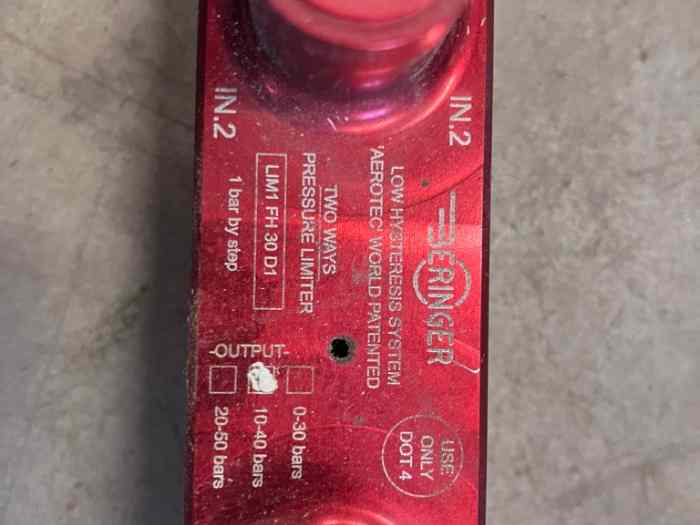 IN.2
IN.2
BERINGER
LOW HYSTERESIS SYSTEM
'AEROTEC' WORLD PATENTED
TWO WAYS
PRESSURE LIMITER
LIM1 FH 30 D1
1 bar by step
USE
ONLY
DOT 4
-OUTPUT-
0-30 bars
10-40 bars
20-50 bars